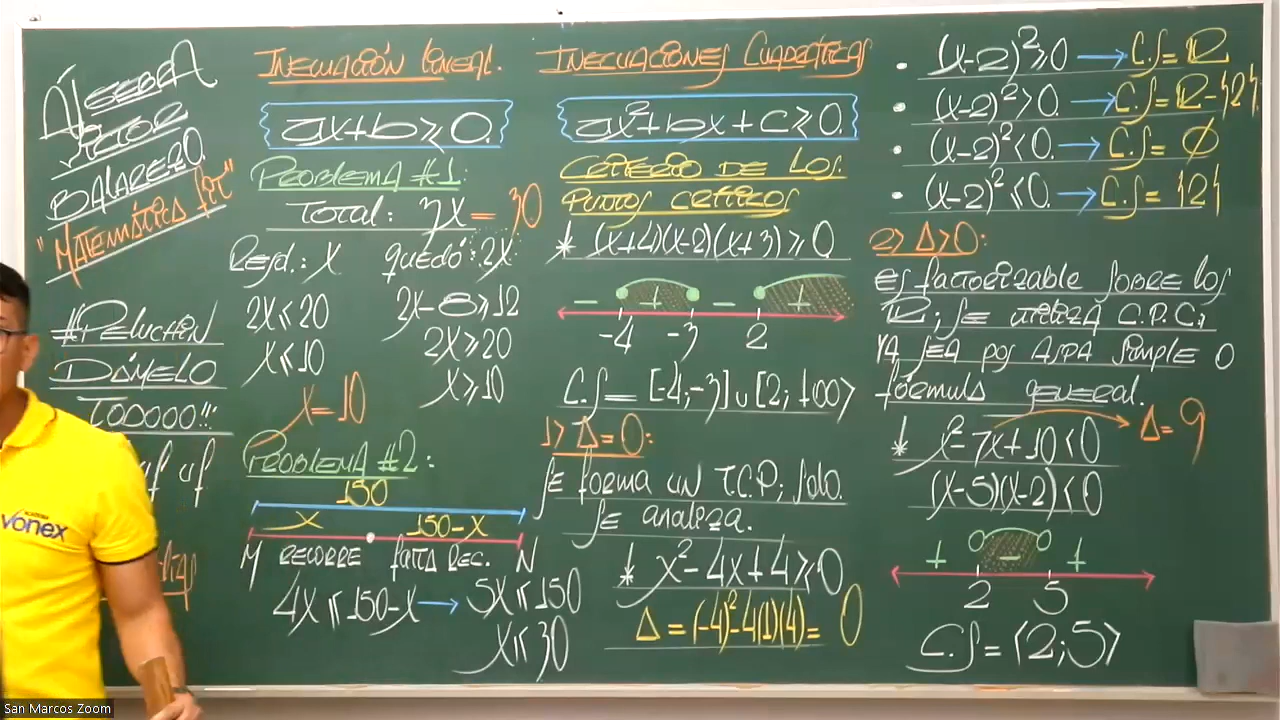 ÁLGEBRA
VICTOR
BALAREZO.
"MATEMÁTICA FIT"
#PELUCHÍN
DÁMELO
TODOOO!!!
INECUACIÓN LINEAL.
ax+b≥0.
PROBLEMA #1:
TOTAL: 3x = 30
Regd.: x quedó: 2x
2x≤20 2x-8≥12
x≤10 2x≥20
x≥10
x=10
PROBLEMA #2:
150
x 150-x
M RECORRE falta REC. N
4x≤150-x→5x≤150
x≤30
INECUACIONES CUADRÁTICAS
ax²+bx+c≥0.
CRITERIO DE LOS
PUNTOS CRÍTICOS
* (x+4)(x-2)(x+3)≥0
- + - +
-4 -3 2
C.S=[-4;-3]∪[2;+∞>
1> Δ=0:
SE forma UN T.C.P; Solo
SE analiza.
* x²-4x+4≥0
Δ=(-4)²-4(1)(4)=0
• (x-2)²≥0 → C.S=ℝ
• (x-2)²>0. → C.S=ℝ-{2}
• (x-2)²<0. → C.S=∅
• (x-2)²≤0. → C.S={2}
2> Δ>0:
Es factorizable sobre los
ℝ; SE utiliza C.P.C;
YA SEA por ASPA Simple O
fórmula general.
* x²-7x+10<0 → Δ=9
(x-5)(x-2)<0
+ - +
2 5
C.S=<2;5>
vonex
San Marcos Zoom